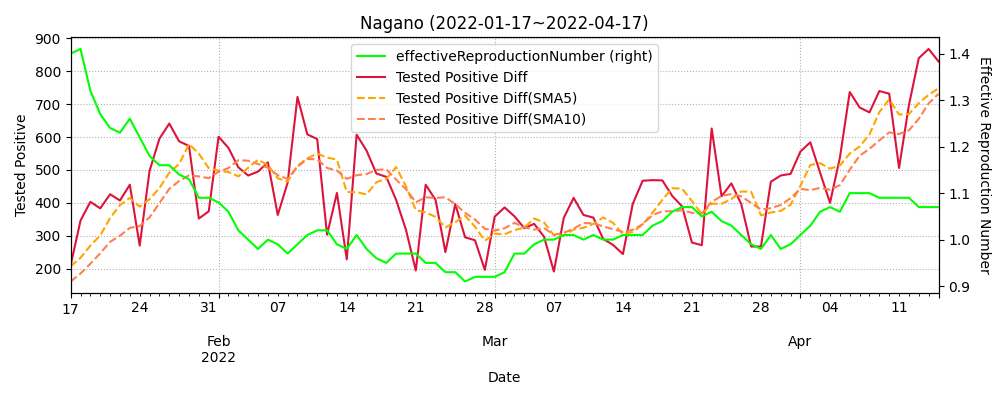 Nagano (2022-01-17~2022-04-17)
effectiveReproductionNumber (right)
Tested Positive Diff
Tested Positive Diff(SMA5)
Tested Positive Diff(SMA10)
Tested Positive
900
800
700
600
500
400
300
200
1.4
1.3
1.2
1.1
1.0
0.9
Effective Reproduction Number
17 24 31 07 14 21 28 07 14 21 28 04 11
Feb Mar Apr
2022
Date